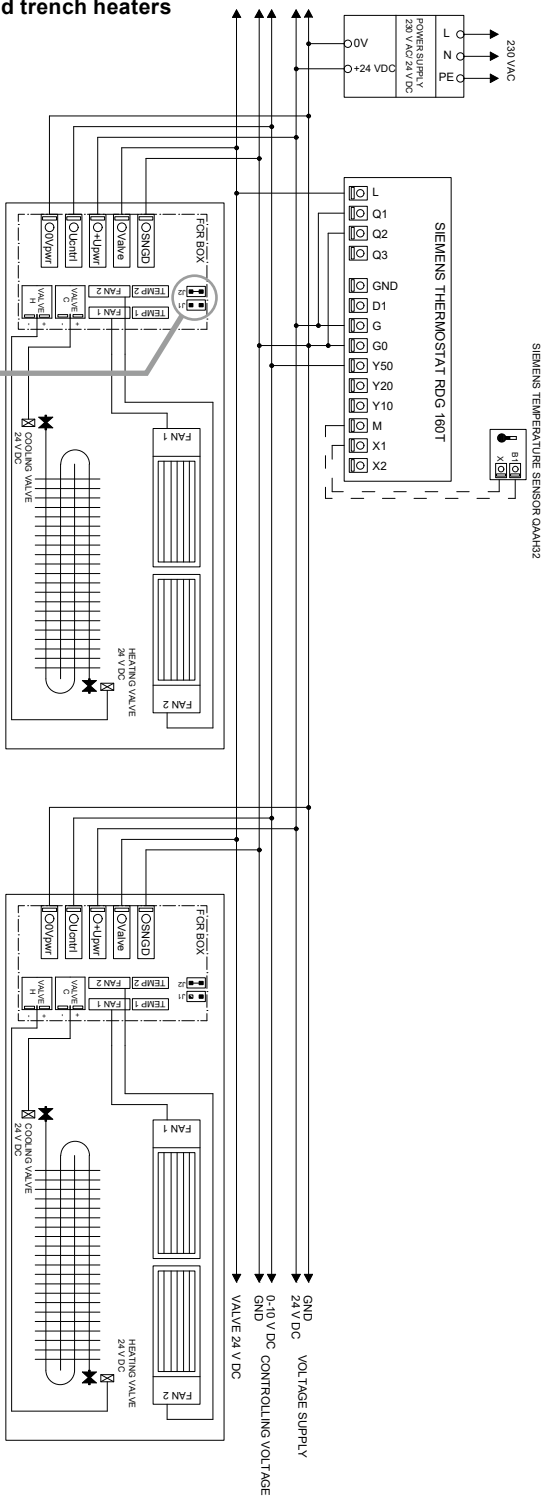 d trench heaters
POWER SUPPLY
230 V AC/ 24 V DC
0V
+24 VDC
L
N
PE
230 VAC
SIEMENS THERMOSTAT RDG 160T
L
Q1
Q2
Q3
GND
D1
G
G0
Y50
Y20
Y10
M
X1
X2
SIEMENS TEMPERATURE SENSOR QAAH32
B1
X
FCR BOX
0Vpwr
Ucntrl
+Upwr
Valve
SNGD
VALVE
H
- +
VALVE
C
- +
FAN 2
FAN 1
TEMP 2
TEMP 1
J2
J1
FAN 1
FAN 2
COOLING VALVE
24 V DC
HEATING VALVE
24 V DC
FCR BOX
0Vpwr
Ucntrl
+Upwr
Valve
SNGD
VALVE
H
- +
VALVE
C
- +
FAN 2
FAN 1
TEMP 2
TEMP 1
J2
J1
FAN 1
FAN 2
COOLING VALVE
24 V DC
HEATING VALVE
24 V DC
GND
24 V DC VOLTAGE SUPPLY
0-10 V DC CONTROLLING VOLTAGE
GND
VALVE 24 V DC